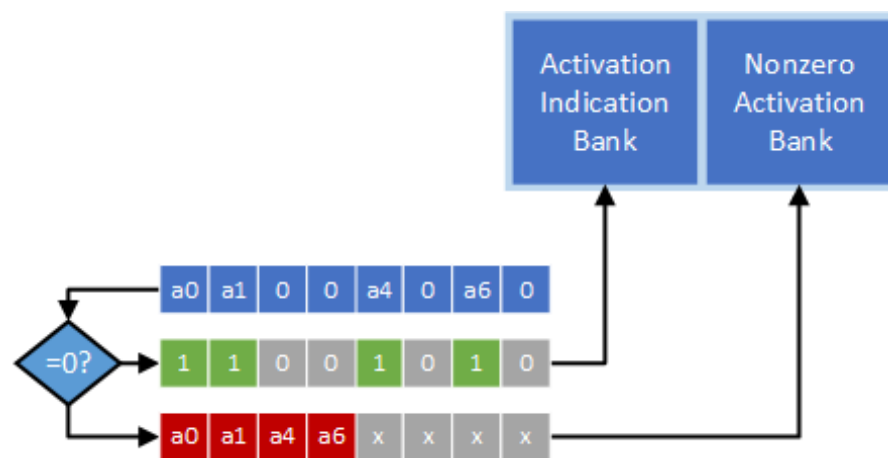 Activation
Indication
Bank
Nonzero
Activation
Bank
a0 a1 0 0 a4 0 a6 0
=0?
1 1 0 0 1 0 1 0
a0 a1 a4 a6 x x x x